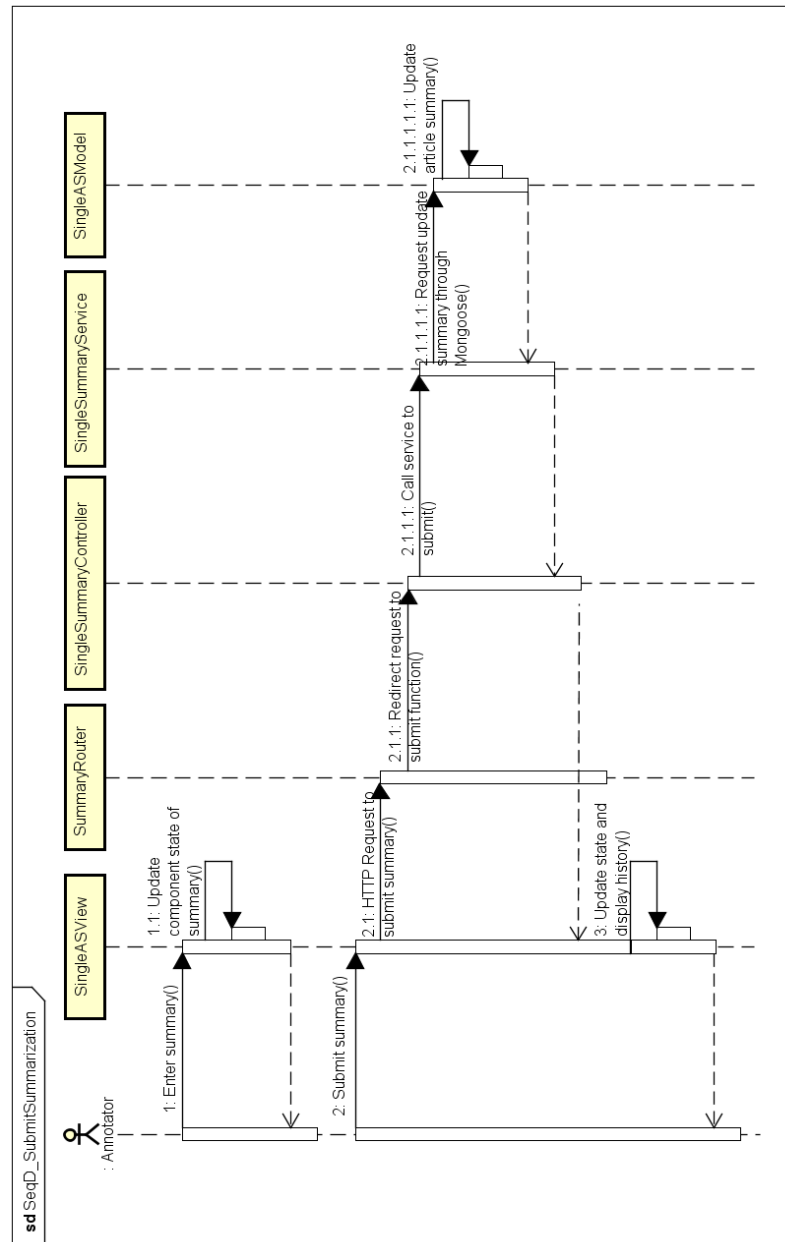 sd SeqD_SubmitSummarization
: Annotator
SingleASView
SummaryRouter
SingleSummaryController
SingleSummaryService
SingleASModel
1: Enter summary()
1.1: Update
component state of
summary()
2: Submit summary()
2.1: HTTP Request to
submit summary()
2.1.1: Redirect request to
submit function()
2.1.1.1: Call service to
submit()
2.1.1.1.1: Request update
summary through
Mongoose()
2.1.1.1.1.1: Update
article summary()
3: Update state and
display history()